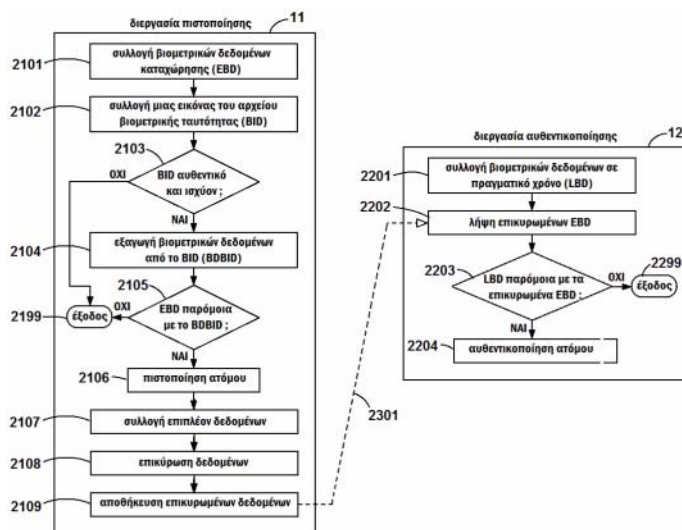 διεργασία πιστοποίησης
11
2101
συλλογή βιομετρικών δεδομένων
καταχώρησης (EBD)
2102
συλλογή μιας εικόνας του αρχείου
βιομετρικής ταυτότητας (BID)
2103
ΟΧΙ
BID αυθεντικό
και ισχύον ;
ΝΑΙ
2104
εξαγωγή βιομετρικών δεδομένων
από το BID (BDBID)
2105
ΟΧΙ
EBD παρόμοια
με το BDBID ;
2199
έξοδος
ΝΑΙ
2106
πιστοποίηση ατόμου
2107
συλλογή επιπλέον δεδομένων
2108
επικύρωση δεδομένων
2109
αποθήκευση επικυρωμένων δεδομένων
2301
διεργασία αυθεντικοποίησης
12
2201
συλλογή βιομετρικών δεδομένων σε
πραγματικό χρόνο (LBD)
2202
λήψη επικυρωμένων EBD
2203
LBD παρόμοια με τα
επικυρωμένα EBD ;
ΟΧΙ
2299
έξοδος
ΝΑΙ
2204
αυθεντικοποίηση ατόμου